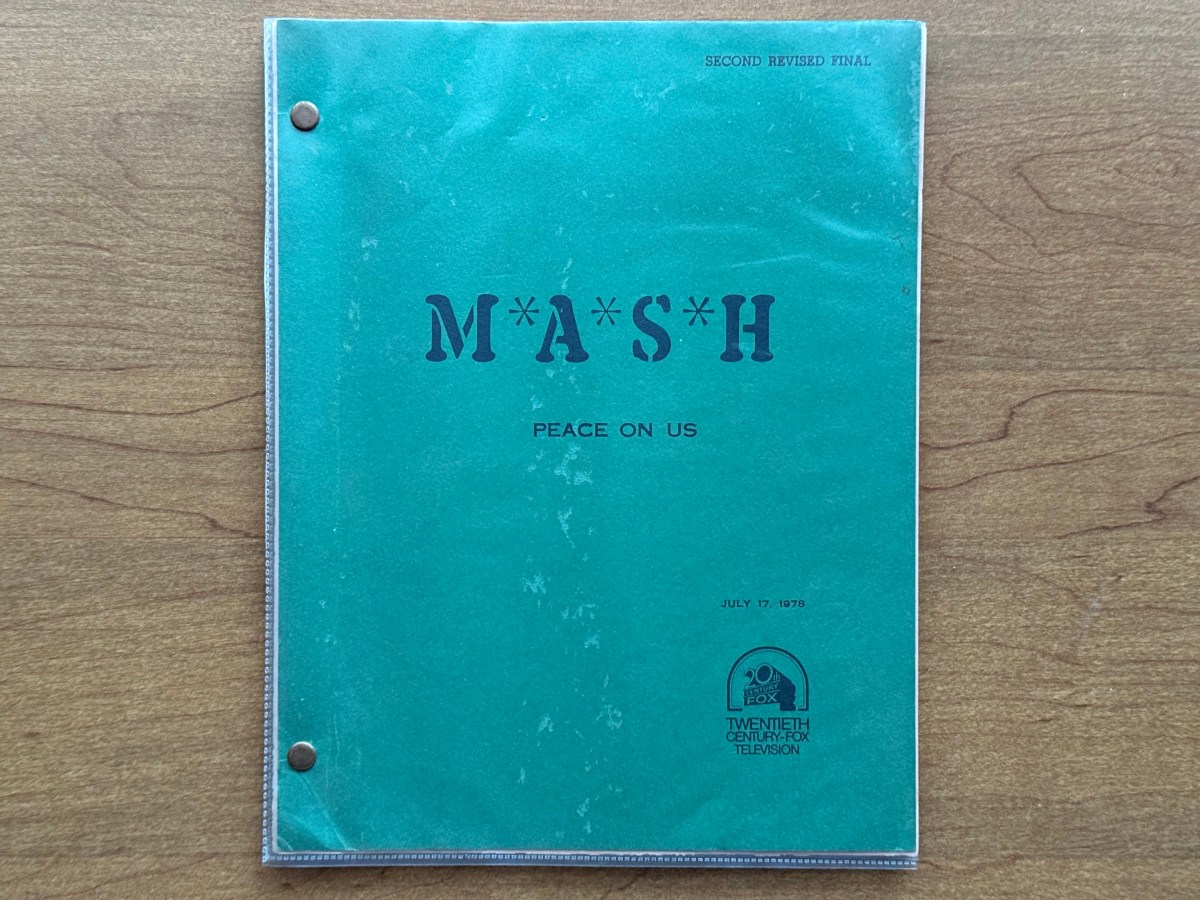 SECOND REVISED FINAL
M*A*S*H
PEACE ON US
JULY 17, 1978
20th
CENTURY
FOX
TWENTIETH
CENTURY-FOX
TELEVISION